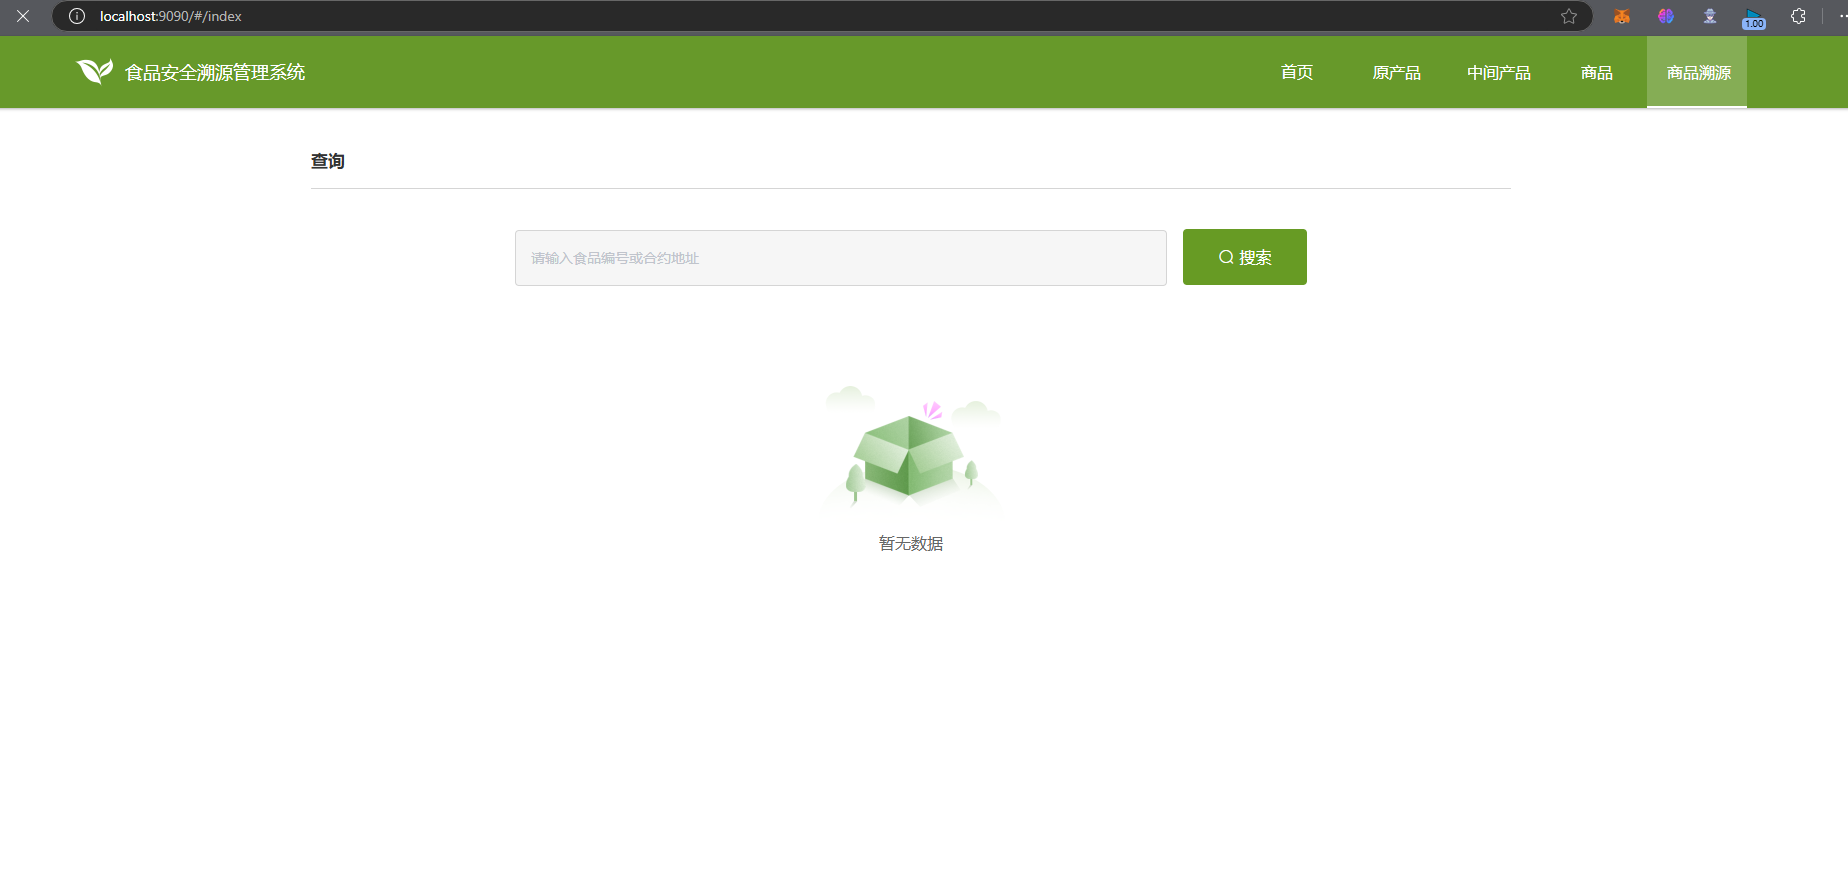 localhost:9090/#/index
1.00
食品安全溯源管理系统
首页
原产品
中间产品
商品
商品溯源
查询
请输入食品编号或合约地址
搜索
暂无数据